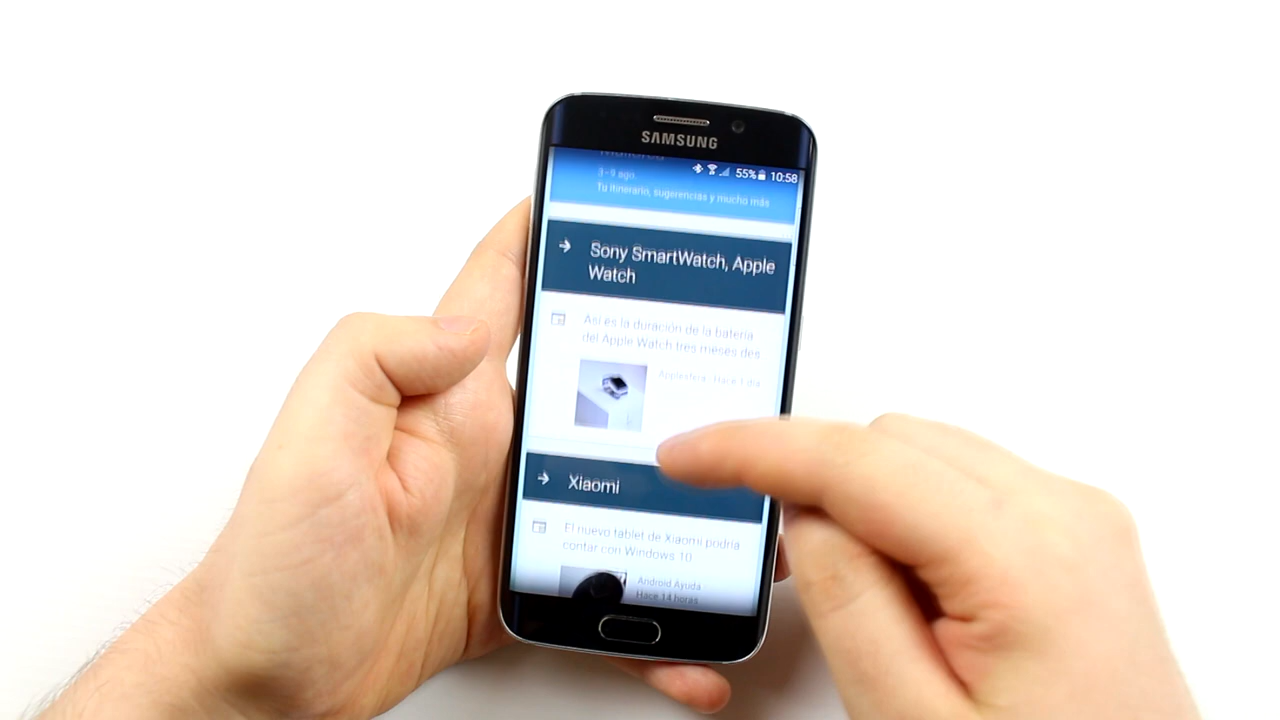 SAMSUNG
55% 10:58
3-9 ago.
Tu itinerario, sugerencias y mucho más
Sony SmartWatch, Apple
Watch
Así es la duración de la batería
del Apple Watch tres meses des
Applesfera Hace 1 día
Xiaomi
El nuevo tablet de Xiaomi podría
contar con Windows 10
Android Ayuda
Hace 14 horas